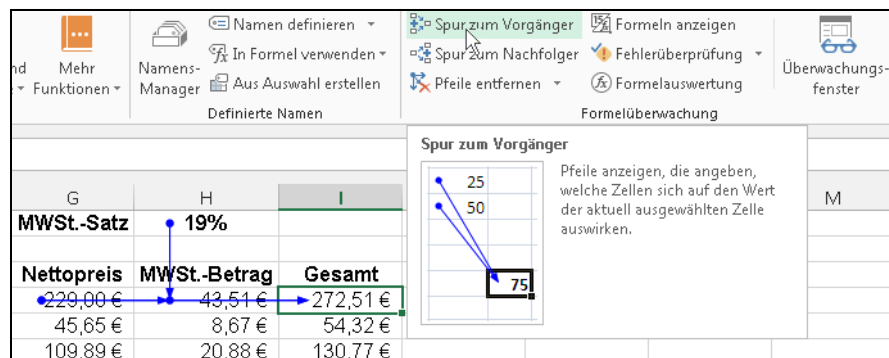 Namen definieren
Spur zum Vorgänger
Formeln anzeigen
nd
Mehr
Funktionen
Namens-
Manager
In Formel verwenden
Spur zum Nachfolger
Fehlerüberprüfung
Überwachungs-
fenster
Aus Auswahl erstellen
Pfeile entfernen
Formelauswertung
Definierte Namen
Formelüberwachung
Spur zum Vorgänger
25
50
75
Pfeile anzeigen, die angeben,
welche Zellen sich auf den Wert
der aktuell ausgewählten Zelle
auswirken.
G H I M
MWSt.-Satz 19%
Nettopreis MWSt.-Betrag Gesamt
229,00 € 43,51 € 272,51 €
45,65 € 8,67 € 54,32 €
109,89 € 20,88 € 130,77 €